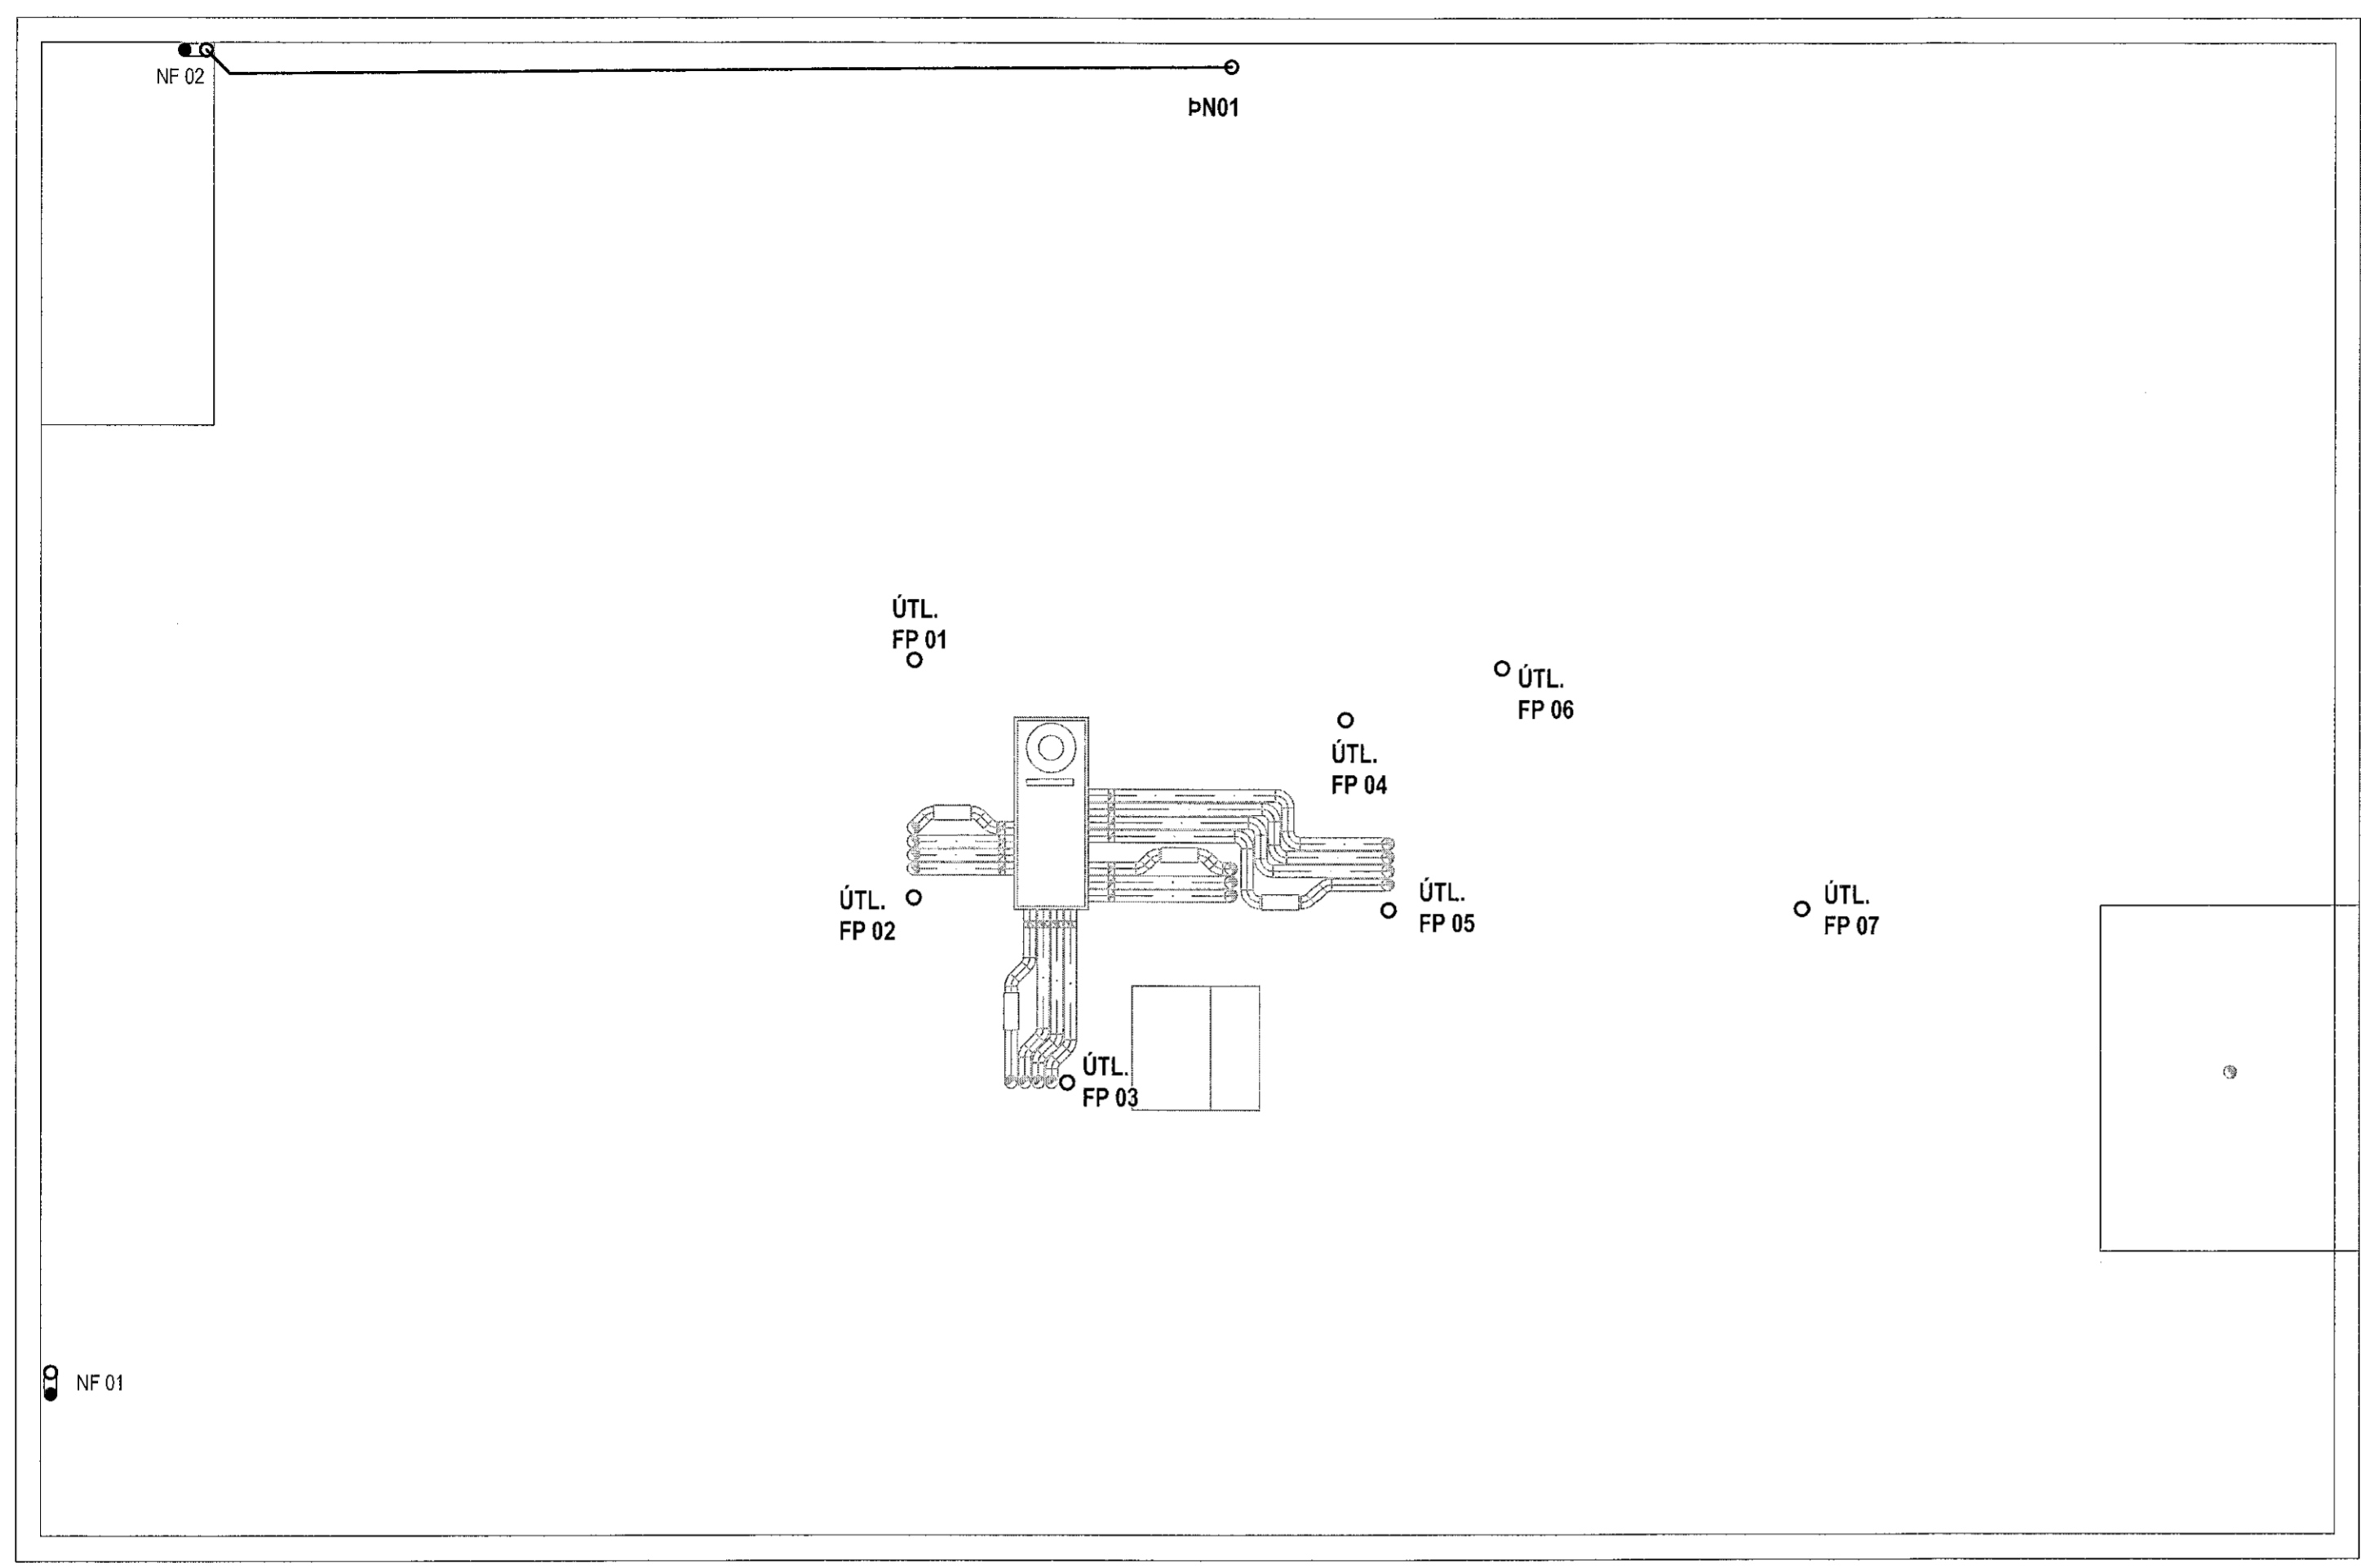 NF 02
ÞN01
ÚTL.
FP 01
ÚTL.
FP 06
ÚTL.
FP 04
ÚTL.
FP 02
ÚTL.
FP 05
ÚTL.
FP 07
ÚTL.
FP 03
NF 01